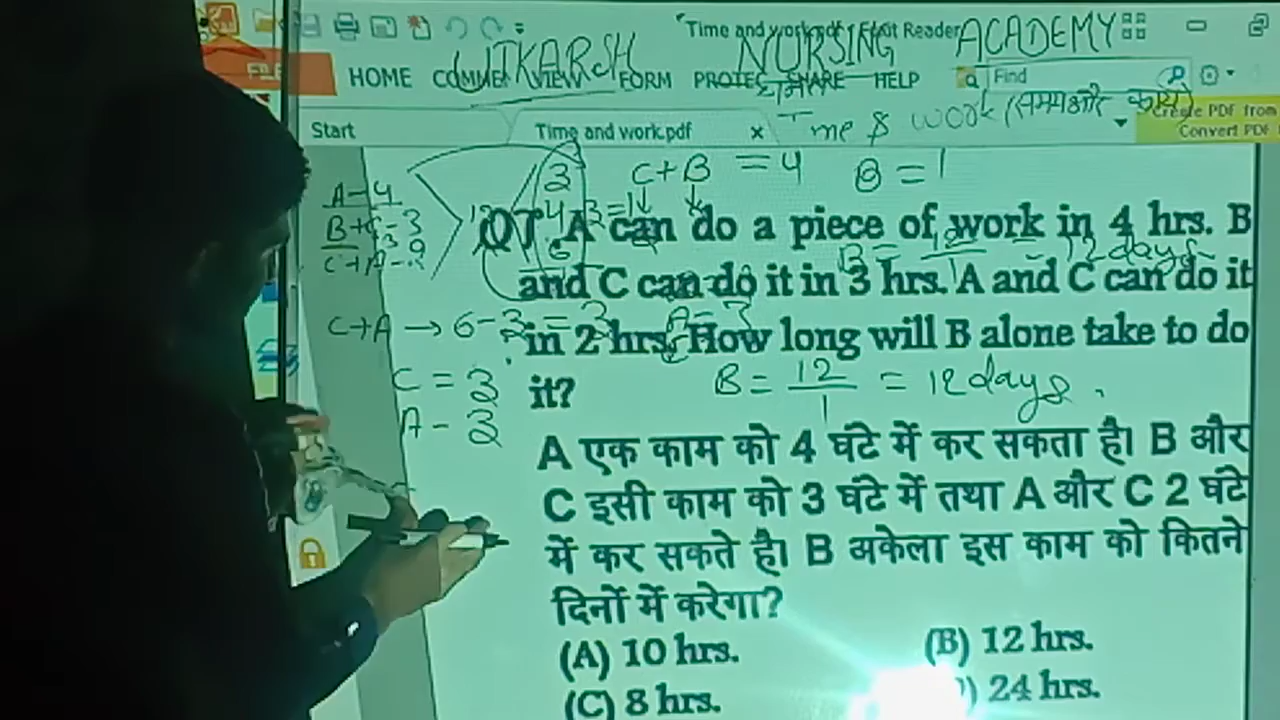 Time and work.pdf - Foxit Reader
UTKARSH NURSING ACADEMY
FILE HOME COMMENT VIEW FORM PROTECT SHARE HELP
Find
Time & work (समय और कार्य)
Create PDF from
Convert PDF
Start Time and work.pdf ×
3 C+B = 4 B = 1
A-4
B+C-3
QT A can do a piece of work in 4 hrs. B
and C can do it in 3 hrs. A and C can do it
C+A → 6-3 = 3
in 2 hrs. How long will B alone take to do
C = 3
B = 12/1 = 12 days.
it?
A - 3
A एक काम को 4 घंटे में कर सकता है। B और
C इसी काम को 3 घंटे में तथा A और C 2 घंटे
में कर सकते है। B अकेला इस काम को कितने
दिनों में करेगा?
(A) 10 hrs. (B) 12 hrs.
(C) 8 hrs. ) 24 hrs.